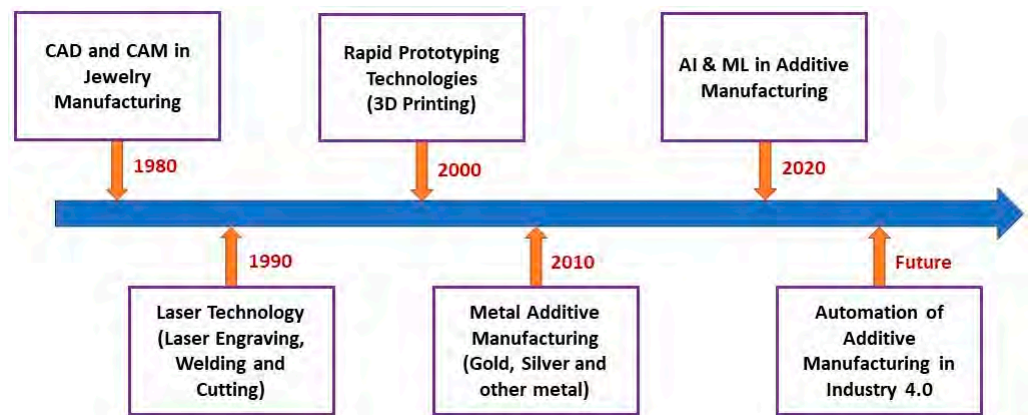 CAD and CAM in
Jewelry
Manufacturing
1980
Rapid Prototyping
Technologies
(3D Printing)
2000
AI & ML in Additive
Manufacturing
2020
1990
Laser Technology
(Laser Engraving,
Welding and
Cutting)
2010
Metal Additive
Manufacturing
(Gold, Silver and
other metal)
Future
Automation of
Additive
Manufacturing in
Industry 4.0